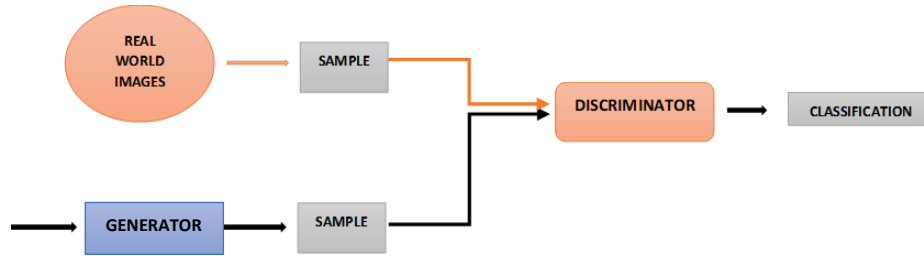 REAL
WORLD
IMAGES
SAMPLE
DISCRIMINATOR
CLASSIFICATION
GENERATOR
SAMPLE